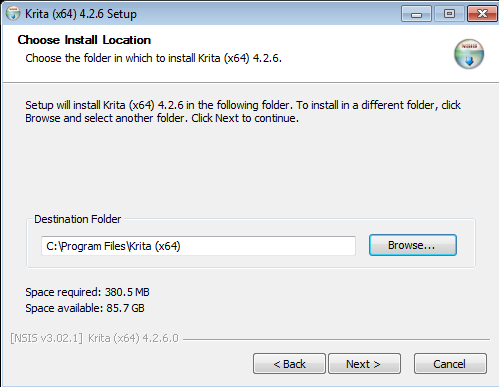 Krita (x64) 4.2.6 Setup
Choose Install Location
Choose the folder in which to install Krita (x64) 4.2.6.
Setup will install Krita (x64) 4.2.6 in the following folder. To install in a different folder, click
Browse and select another folder. Click Next to continue.
Destination Folder
C:\Program Files\Krita (x64)
Browse...
Space required: 380.5 MB
Space available: 85.7 GB
[NSIS v3.02.1] Krita (x64) 4.2.6.0
< Back
Next >
Cancel